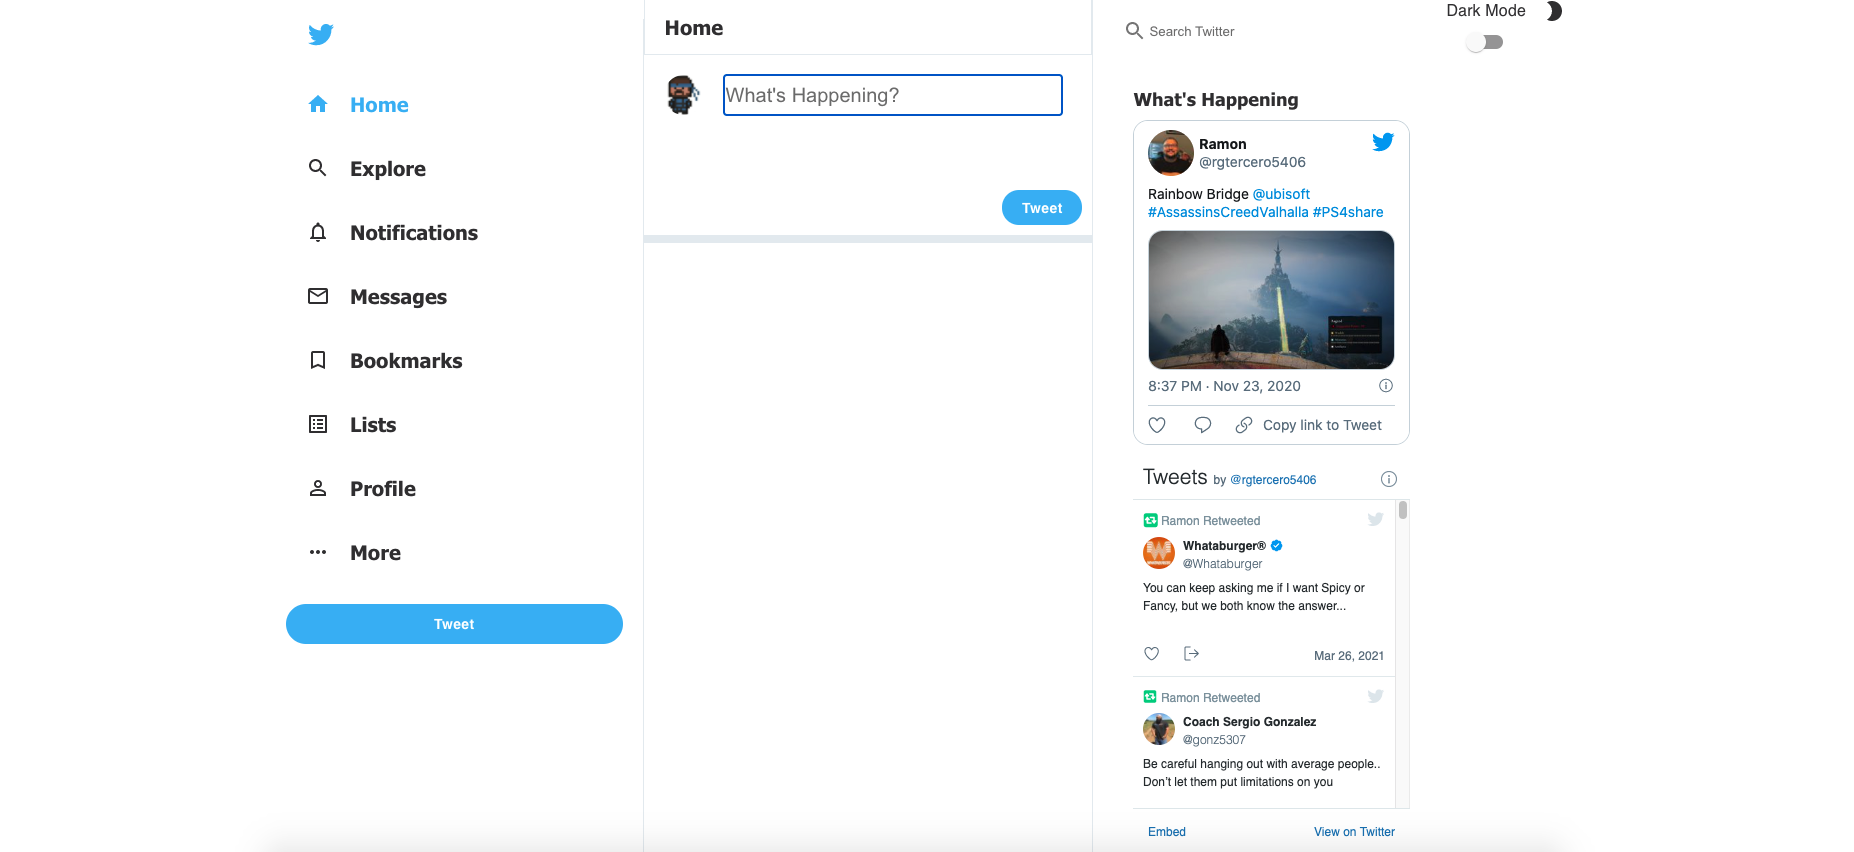 Home
Explore
Notifications
Messages
Bookmarks
Lists
Profile
More
Tweet
Home
What's Happening?
Tweet
Search Twitter
Dark Mode
What's Happening
Ramon
@rgtercero5406
Rainbow Bridge @ubisoft
#AssassinsCreedValhalla #PS4share
8:37 PM · Nov 23, 2020
Copy link to Tweet
Tweets by @rgtercero5406
Ramon Retweeted
Whataburger®
@Whataburger
You can keep asking me if I want Spicy or
Fancy, but we both know the answer...
Mar 26, 2021
Ramon Retweeted
Coach Sergio Gonzalez
@gonz5307
Be careful hanging out with average people..
Don’t let them put limitations on you
Embed
View on Twitter